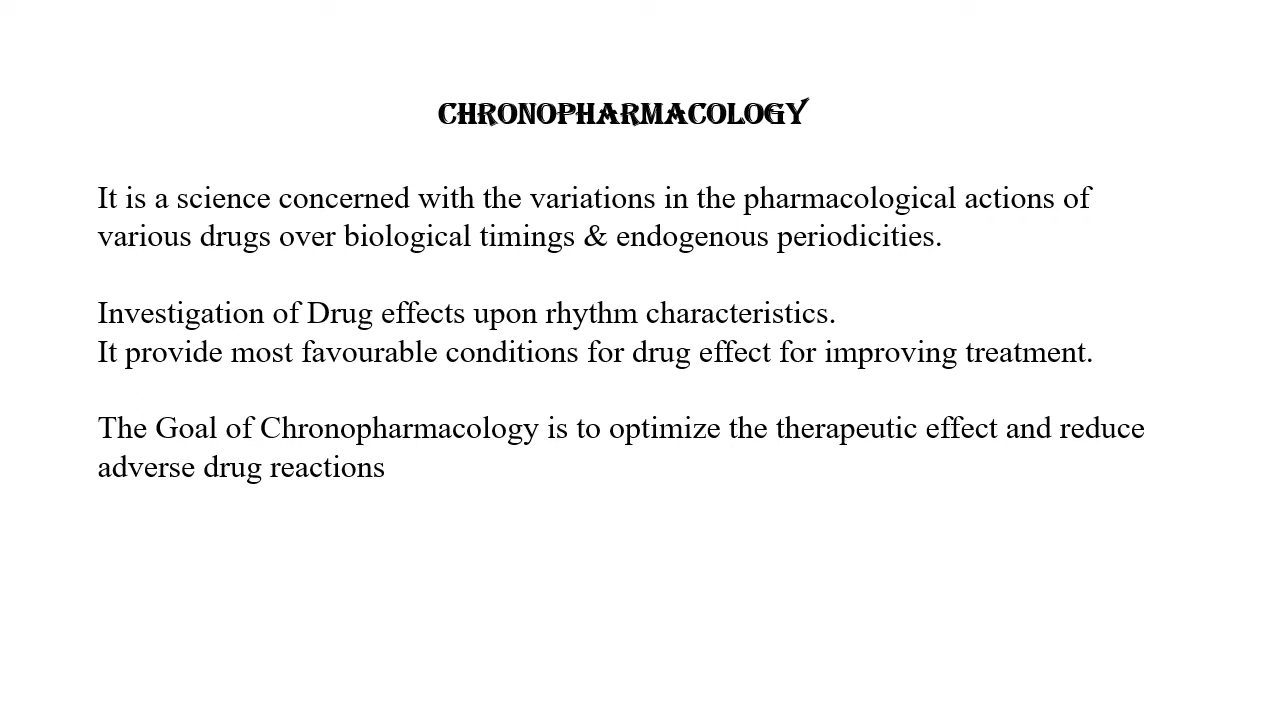 CHRONOPHARMACOLOGY
It is a science concerned with the variations in the pharmacological actions of
various drugs over biological timings & endogenous periodicities.
Investigation of Drug effects upon rhythm characteristics.
It provide most favourable conditions for drug effect for improving treatment.
The Goal of Chronopharmacology is to optimize the therapeutic effect and reduce
adverse drug reactions